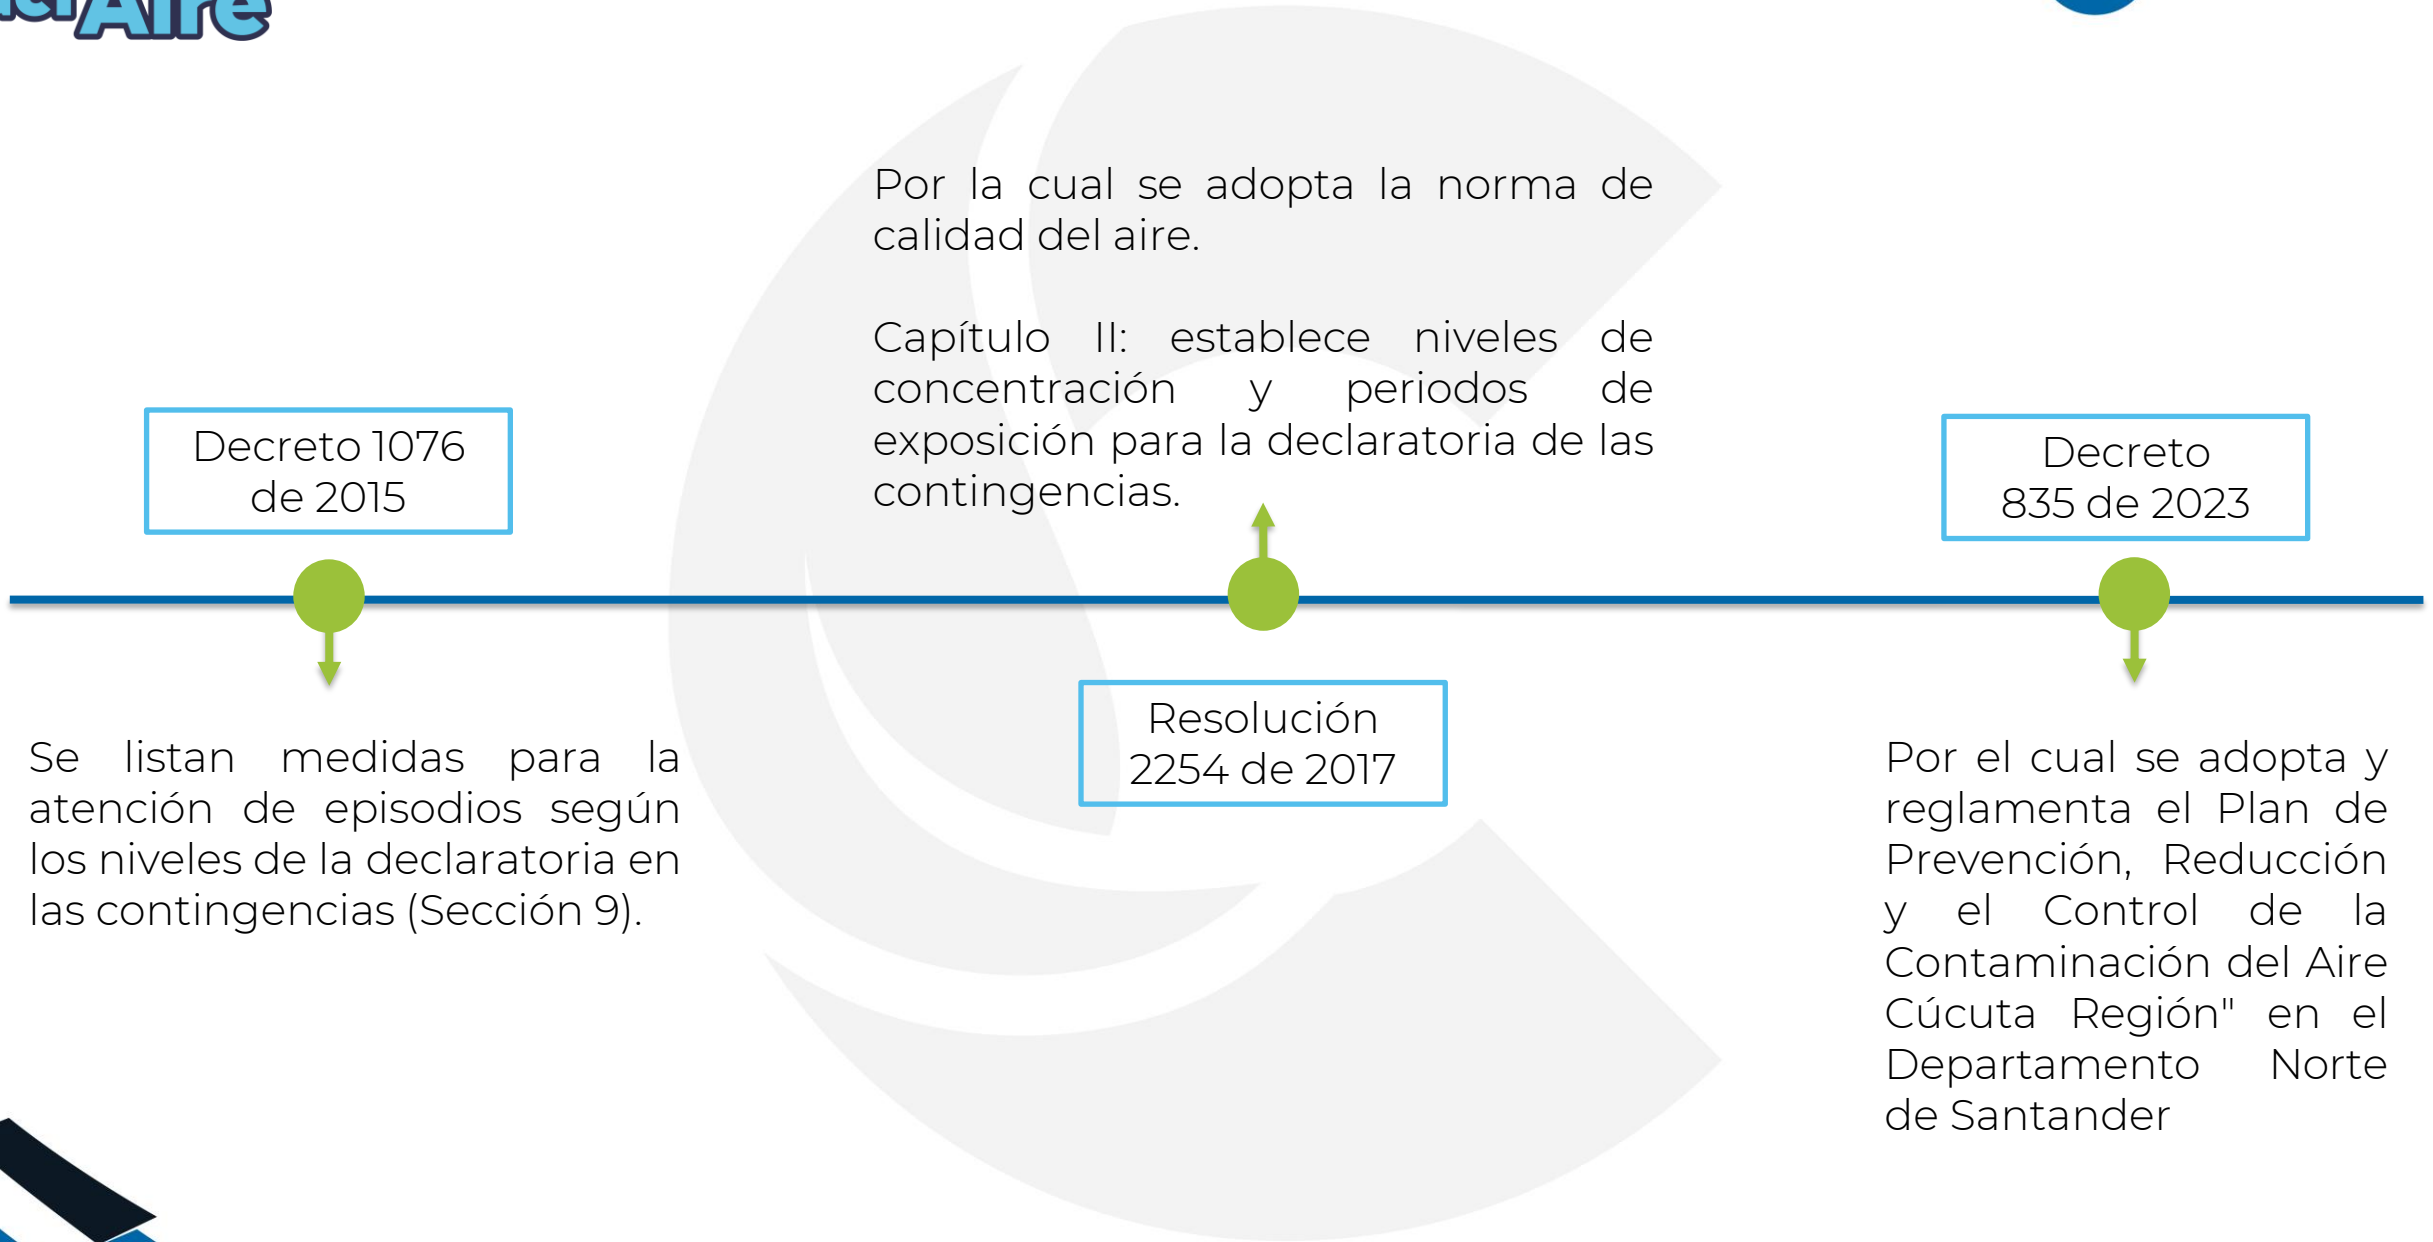 Aire
Por la cual se adopta la norma de
calidad del aire.
Capítulo II: establece niveles de
concentración y periodos de
exposición para la declaratoria de las
contingencias.
Decreto 1076
de 2015
Decreto
835 de 2023
Resolución
2254 de 2017
Se listan medidas para la
atención de episodios según
los niveles de la declaratoria en
las contingencias (Sección 9).
Por el cual se adopta y
reglamenta el Plan de
Prevención, Reducción
y el Control de la
Contaminación del Aire
Cúcuta Región" en el
Departamento Norte
de Santander